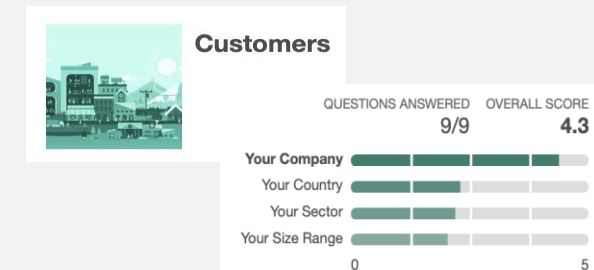 Customers
QUESTIONS ANSWERED OVERALL SCORE
9/9 4.3
Your Company
Your Country
Your Sector
Your Size Range
0 5